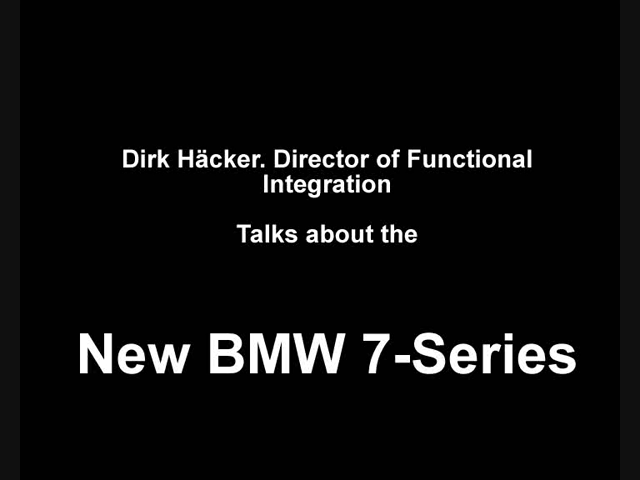 Dirk Häcker. Director of Functional
Integration
Talks about the
New BMW 7-Series